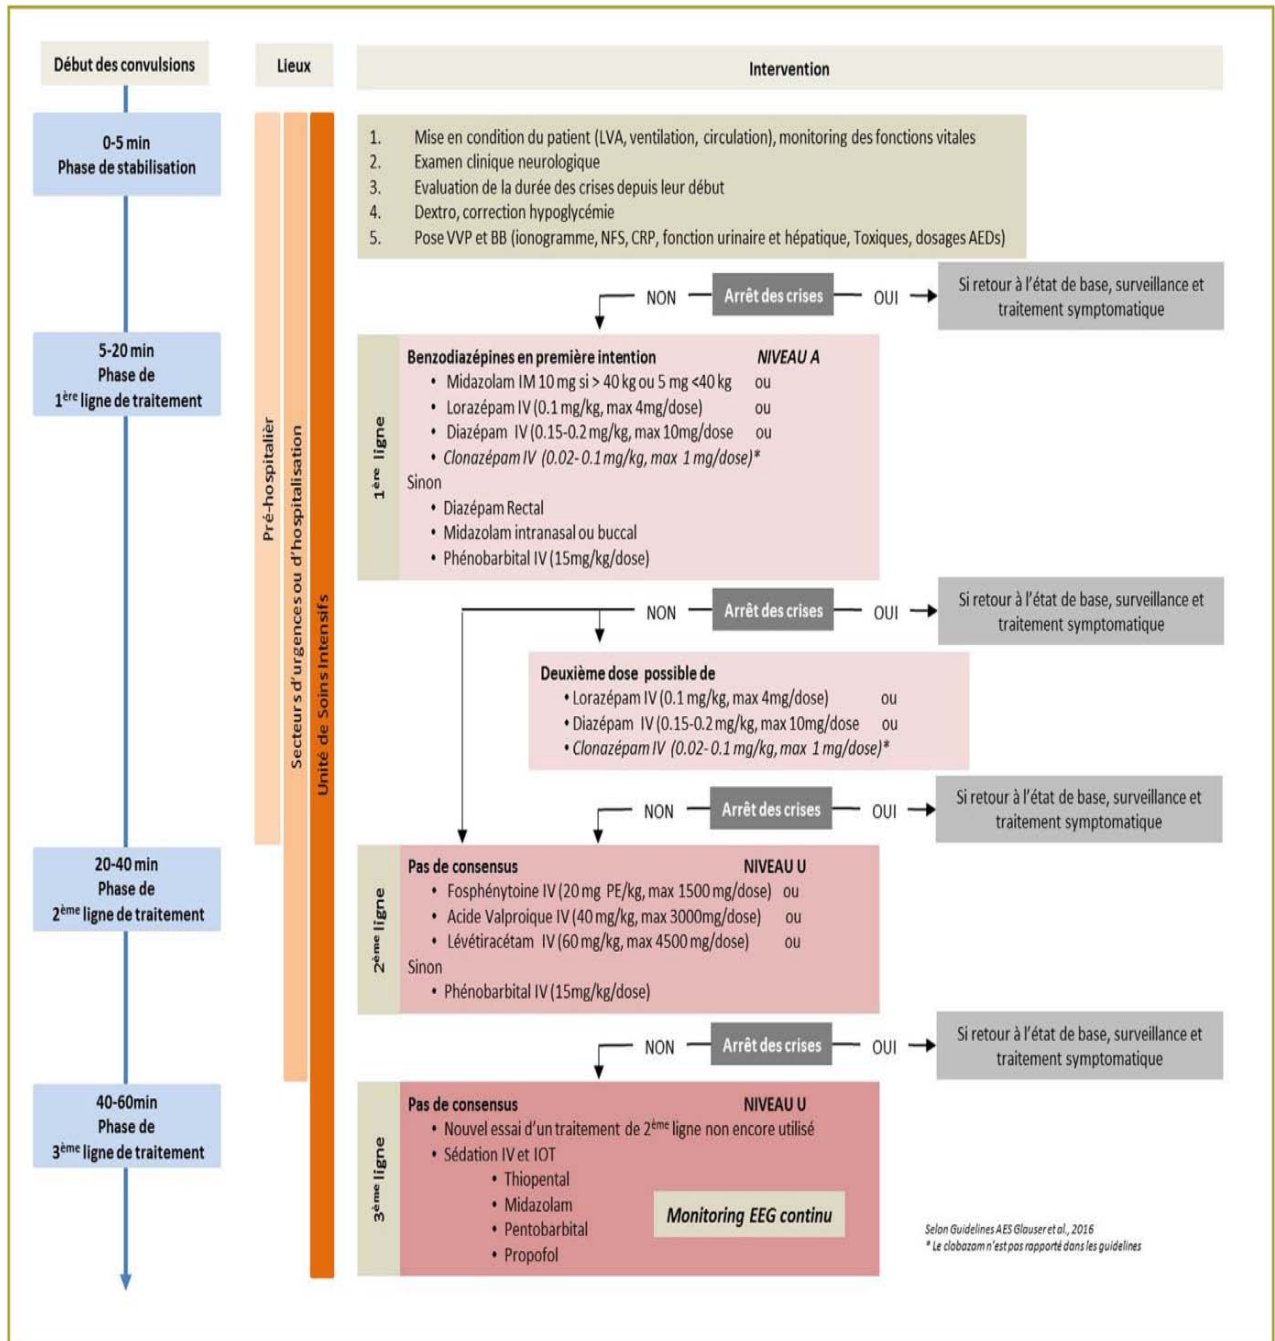 Début des convulsions
Lieux
Intervention
0-5 min
Phase de stabilisation
1. Mise en condition du patient (LVA, ventilation, circulation), monitoring des fonctions vitales
2. Examen clinique neurologique
3. Evaluation de la durée des crises depuis leur début
4. Dextro, correction hypoglycémie
5. Pose VVP et BB (ionogramme, NFS, CRP, fonction urinaire et hépatique, Toxiques, dosages AEDs)
NON
Arrêt des crises
OUI
Si retour à l'état de base, surveillance et
traitement symptomatique
5-20 min
Phase de
1ère ligne de traitement
Pré-hospitalièr
Secteurs d'urgences ou d'hospitalisation
Unité de Soins Intensifs
1ère ligne
Benzodiazépines en première intention NIVEAU A
• Midazolam IM 10 mg si > 40 kg ou 5 mg <40 kg ou
• Lorazépam IV (0.1 mg/kg, max 4mg/dose) ou
• Diazépam IV (0.15-0.2 mg/kg, max 10mg/dose ou
• Clonazépam IV (0.02- 0.1 mg/kg, max 1 mg/dose)*
Sinon
• Diazépam Rectal
• Midazolam intranasal ou buccal
• Phénobarbital IV (15mg/kg/dose)
NON
Arrêt des crises
OUI
Si retour à l'état de base, surveillance et
traitement symptomatique
Deuxième dose possible de
• Lorazépam IV (0.1 mg/kg, max 4mg/dose) ou
• Diazépam IV (0.15-0.2 mg/kg, max 10mg/dose ou
• Clonazépam IV (0.02- 0.1 mg/kg, max 1 mg/dose)*
NON
Arrêt des crises
OUI
Si retour à l'état de base, surveillance et
traitement symptomatique
20-40 min
Phase de
2ème ligne de traitement
2ème ligne
Pas de consensus NIVEAU U
• Fosphénytoine IV (20 mg PE/kg, max 1500 mg/dose) ou
• Acide Valproique IV (40 mg/kg, max 3000mg/dose) ou
• Lévétiracétam IV (60 mg/kg, max 4500 mg/dose) ou
Sinon
• Phénobarbital IV (15mg/kg/dose)
NON
Arrêt des crises
OUI
Si retour à l'état de base, surveillance et
traitement symptomatique
40-60min
Phase de
3ème ligne de traitement
3ème ligne
Pas de consensus NIVEAU U
• Nouvel essai d'un traitement de 2ème ligne non encore utilisé
• Sédation IV et IOT
• Thiopental
• Midazolam
• Pentobarbital
• Propofol
Monitoring EEG continu
Selon Guidelines AES Glauser et al., 2016
* Le clobazam n'est pas rapporté dans les guidelines